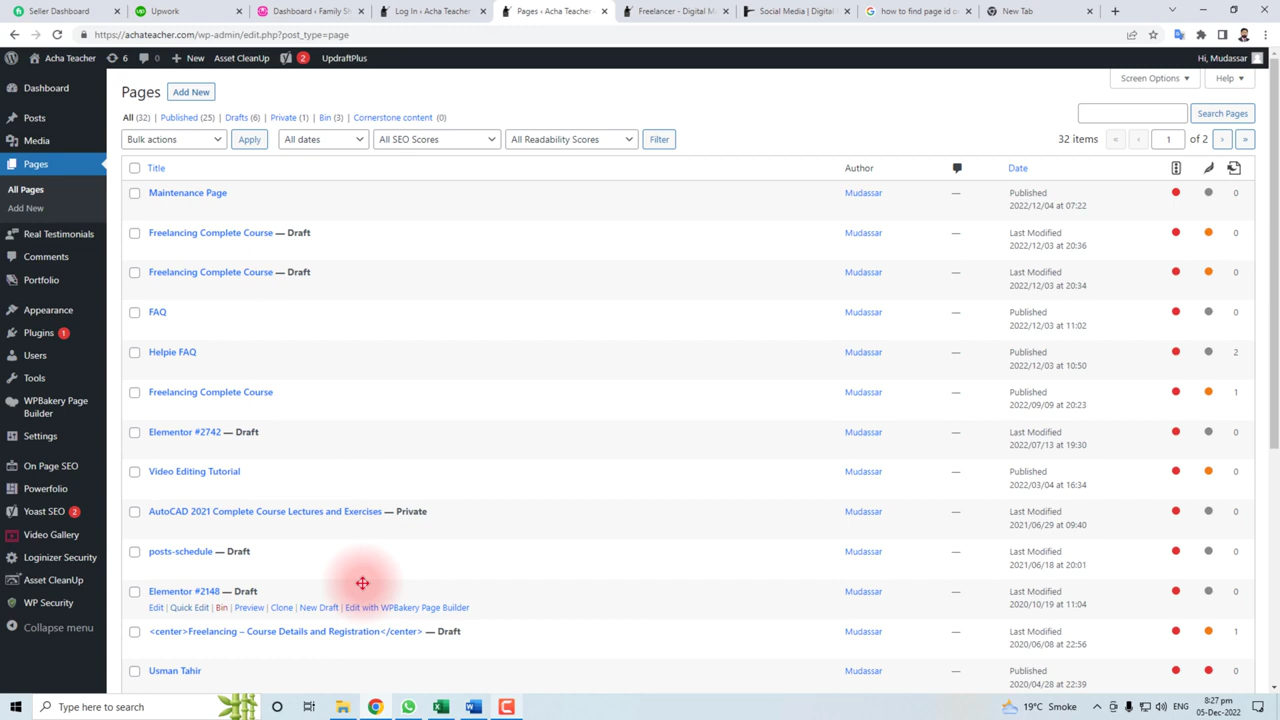 Seller Dashboard
Upwork
Dashboard ‹ Family Sh
Log In ‹ Acha Teacher
Pages ‹ Acha Teacher
Freelancer - Digital M
Social Media | Digital
how to find page id o
New Tab
https://achateacher.com/wp-admin/edit.php?post_type=page
Acha Teacher 6 0 New Asset CleanUp 2 UpdraftPlus Hi, Mudassar
Dashboard
Posts
Media
Pages
All Pages
Add New
Real Testimonials
Comments
Portfolio
Appearance
Plugins 1
Users
Tools
WPBakery Page
Builder
Settings
On Page SEO
Powerfolio
Yoast SEO 2
Video Gallery
Loginizer Security
Asset CleanUp
WP Security
Collapse menu
Screen Options Help
Pages Add New
All (32) | Published (25) | Drafts (6) | Private (1) | Bin (3) | Cornerstone content (0)
Search Pages
Bulk actions Apply All dates All SEO Scores All Readability Scores Filter 32 items « ‹ 1 of 2 › »
Title Author Date
Maintenance Page Mudassar — Published 0
2022/12/04 at 07:22
Freelancing Complete Course — Draft Mudassar — Last Modified 0
2022/12/03 at 20:36
Freelancing Complete Course — Draft Mudassar — Last Modified 0
2022/12/03 at 20:34
FAQ Mudassar — Published 0
2022/12/03 at 11:02
Helpie FAQ Mudassar — Published 2
2022/12/03 at 10:50
Freelancing Complete Course Mudassar — Published 1
2022/09/09 at 20:23
Elementor #2742 — Draft Mudassar — Last Modified 0
2022/07/13 at 19:30
Video Editing Tutorial Mudassar — Published 0
2022/03/04 at 16:34
AutoCAD 2021 Complete Course Lectures and Exercises — Private Mudassar — Last Modified 0
2021/06/29 at 09:40
posts-schedule — Draft Mudassar — Last Modified 0
2021/06/18 at 20:01
Elementor #2148 — Draft Mudassar — Last Modified 0
Edit | Quick Edit | Bin | Preview | Clone | New Draft | Edit with WPBakery Page Builder 2020/10/19 at 11:04
<center>Freelancing – Course Details and Registration</center> — Draft Mudassar — Last Modified 1
2020/06/08 at 22:56
Usman Tahir Mudassar — Published 0
2020/04/28 at 22:39
Type here to search
19°C Smoke
ENG
8:27 pm
05-Dec-2022